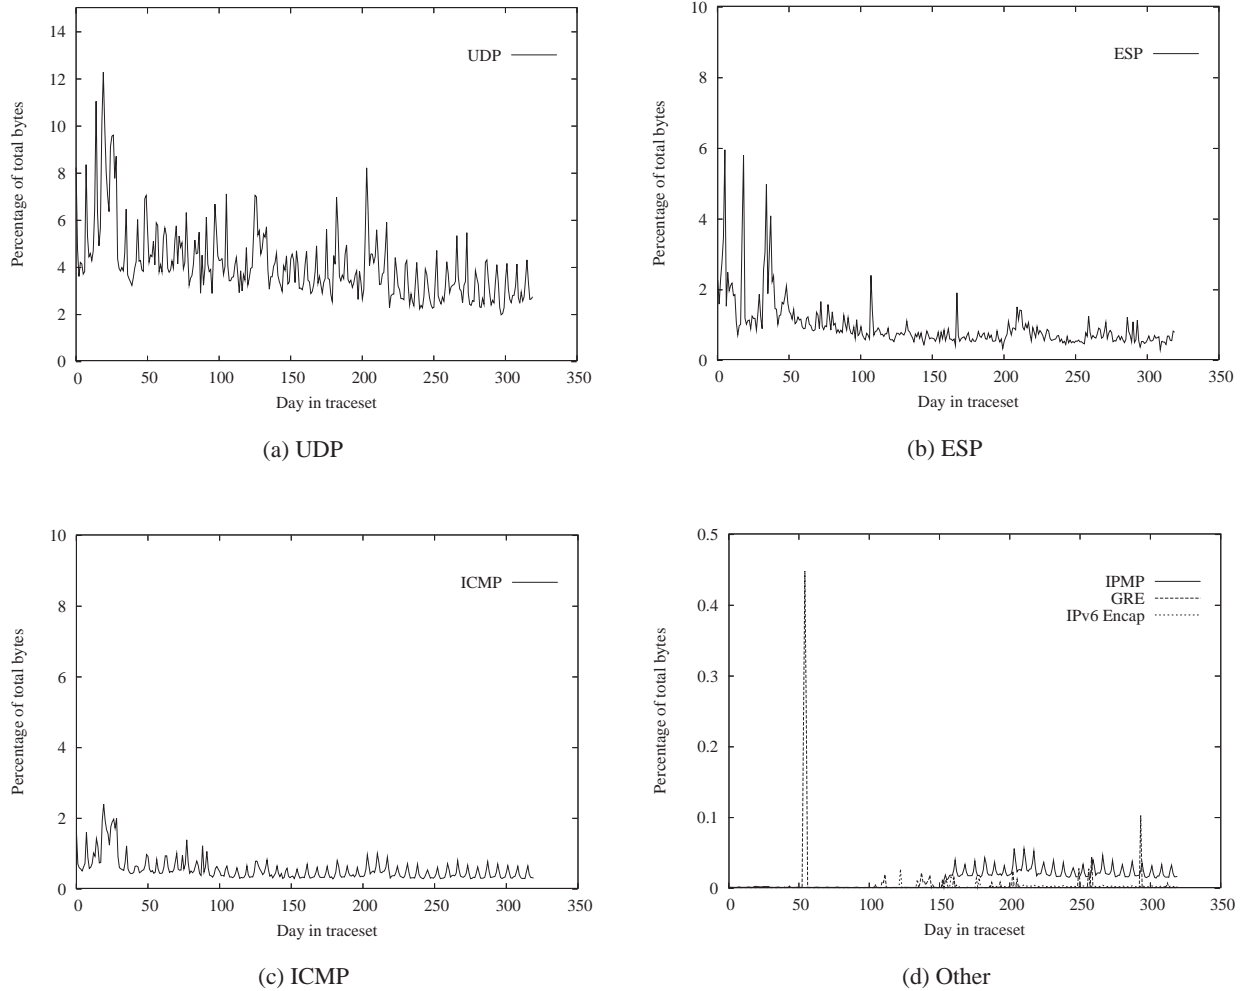 14
12
10
8
6
4
2
0
Percentage of total bytes
UDP
0 50 100 150 200 250 300 350
Day in traceset
(a) UDP
10
8
6
4
2
0
Percentage of total bytes
ESP
0 50 100 150 200 250 300 350
Day in traceset
(b) ESP
10
8
6
4
2
0
Percentage of total bytes
ICMP
0 50 100 150 200 250 300 350
Day in traceset
(c) ICMP
0.5
0.4
0.3
0.2
0.1
0
Percentage of total bytes
IPMP
GRE
IPv6 Encap
0 50 100 150 200 250 300 350
Day in traceset
(d) Other